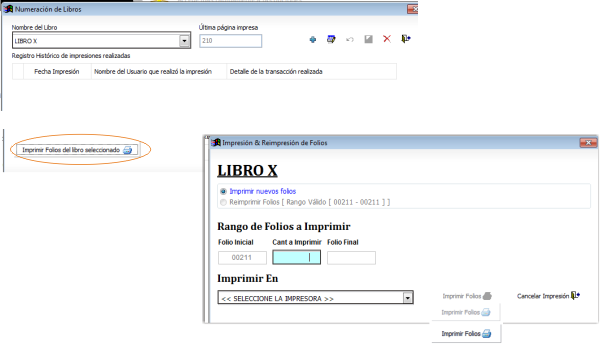 Numeración de Libros
Nombre del Libro
Última página impresa
LIBRO X
210
Registro Histórico de impresiones realizadas
Fecha Impresión
Nombre del Usuario que realizó la impresión
Detalle de la transacción realizada
Imprimir Folios del libro seleccionado
Impresión & Reimpresión de Folios
LIBRO X
Imprimir nuevos folios
Reimprimir Folios [ Rango Válido [ 00211 - 00211 ] ]
Rango de Folios a Imprimir
Folio Inicial
Cant a Imprimir
Folio Final
00211
Imprimir En
<< SELECCIONE LA IMPRESORA >>
Imprimir Folios
Cancelar Impresión
Imprimir Folios
Imprimir Folios